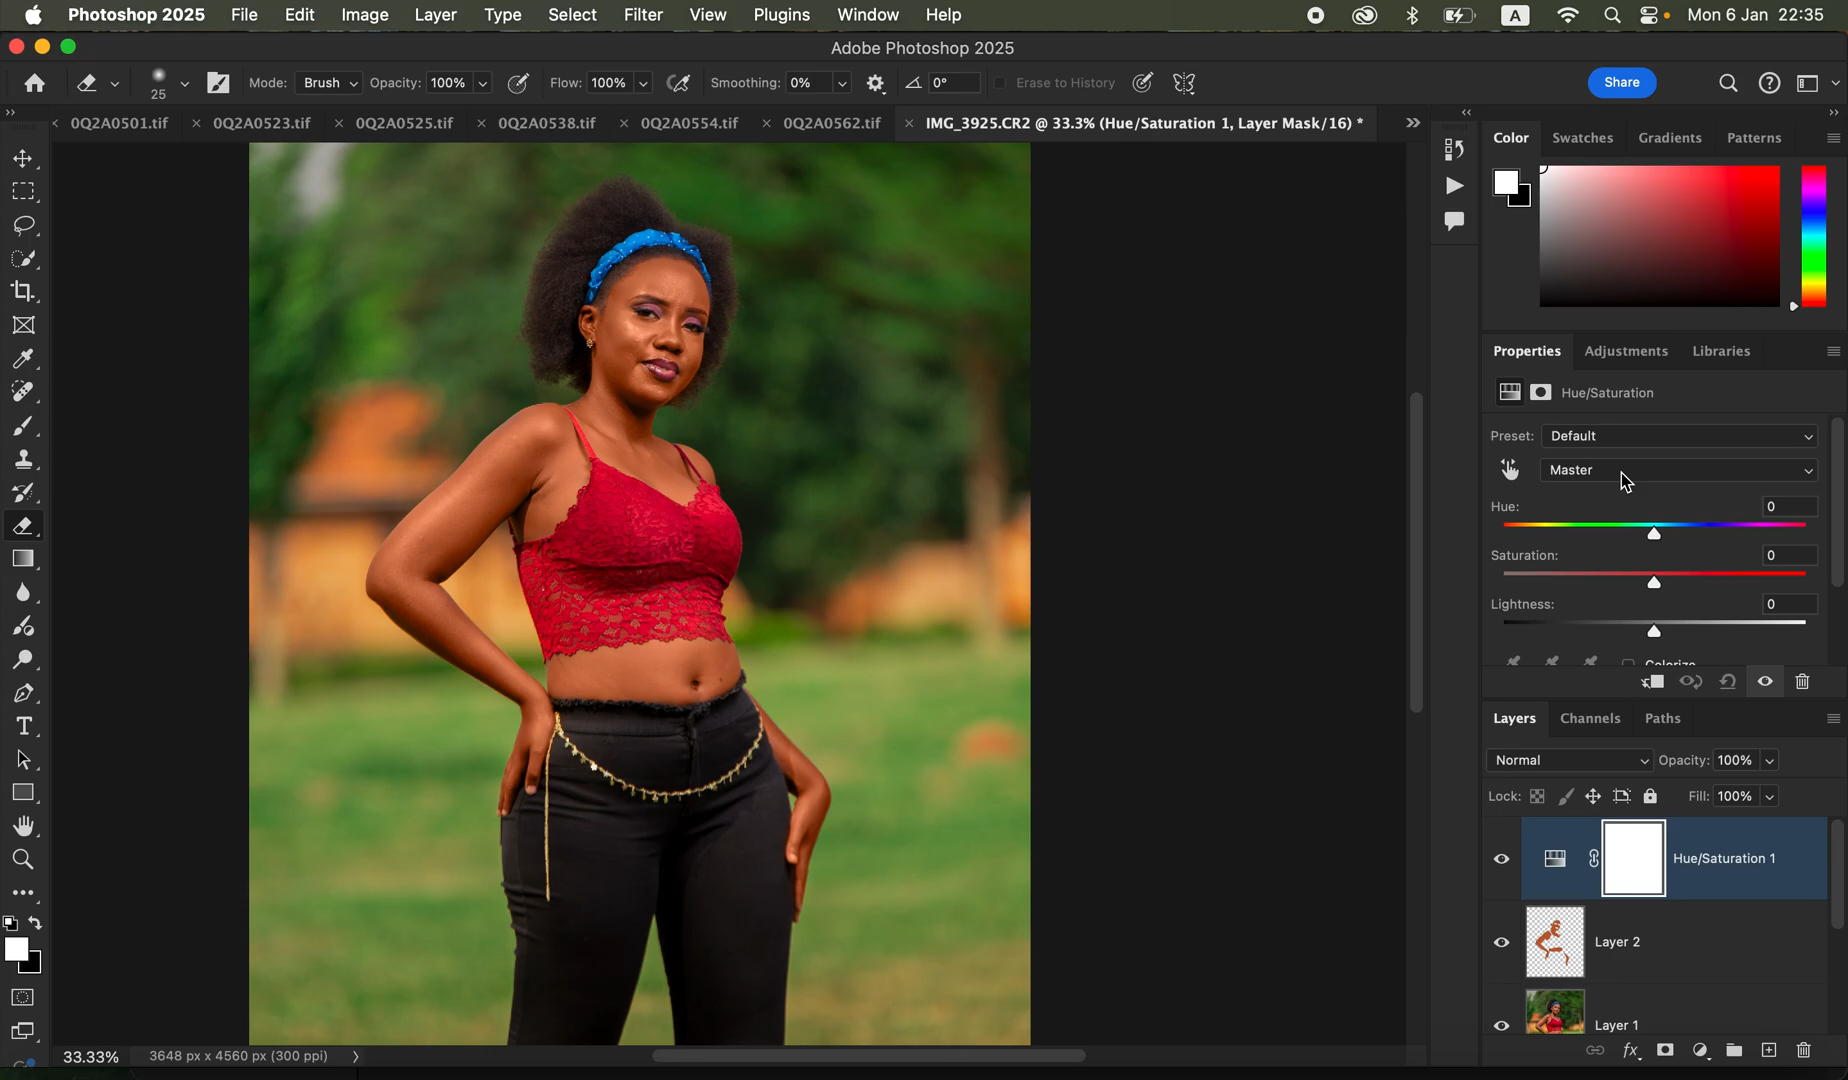 Photoshop 2025 File Edit Image Layer Type Select Filter View Plugins Window Help A Mon 6 Jan 22:35
Adobe Photoshop 2025
25 Mode: Brush Opacity: 100% Flow: 100% Smoothing: 0% 0° Erase to History Share
0Q2A0501.tif × 0Q2A0523.tif × 0Q2A0525.tif × 0Q2A0538.tif × 0Q2A0554.tif × 0Q2A0562.tif × IMG_3925.CR2 @ 33.3% (Hue/Saturation 1, Layer Mask/16) *
Color Swatches Gradients Patterns
Properties Adjustments Libraries
Hue/Saturation
Preset: Default
Master
Hue: 0
Saturation: 0
Lightness: 0
Colorize
Layers Channels Paths
Normal Opacity: 100%
Lock: Fill: 100%
Hue/Saturation 1
Layer 2
Layer 1
33.33% 3648 px x 4560 px (300 ppi)